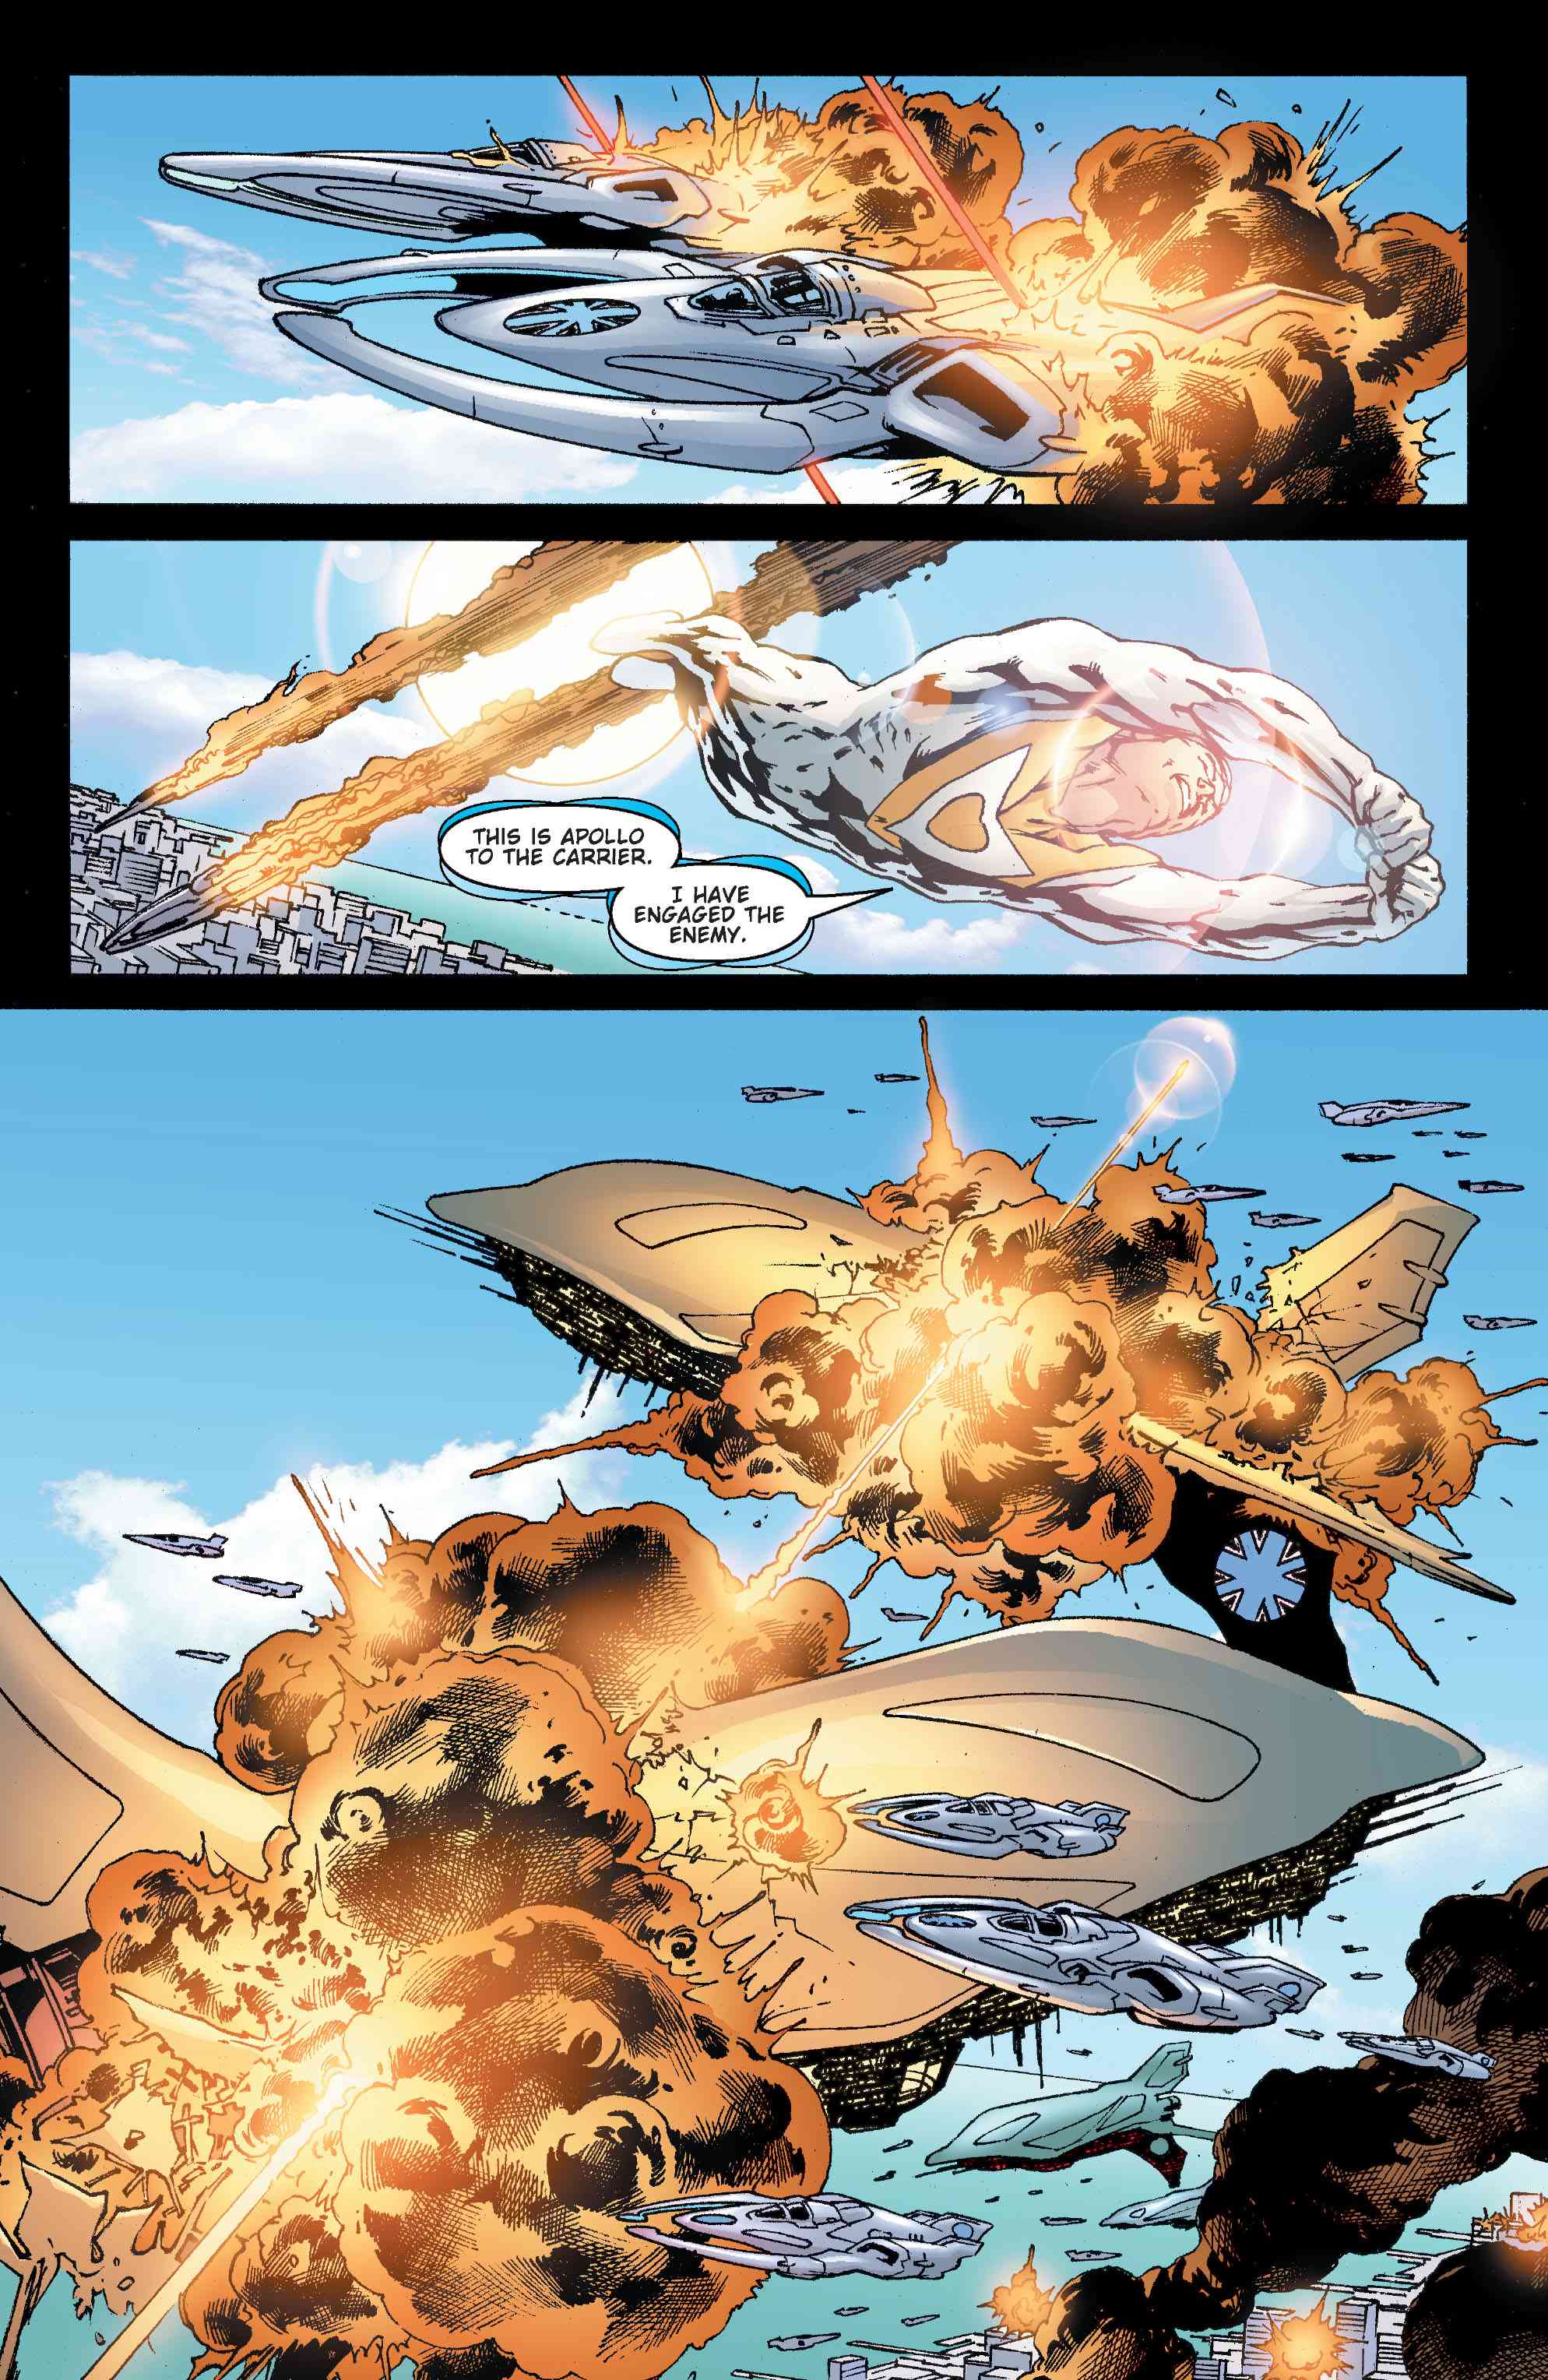 THIS IS APOLLO
TO THE CARRIER.
I HAVE
ENGAGED THE
ENEMY.